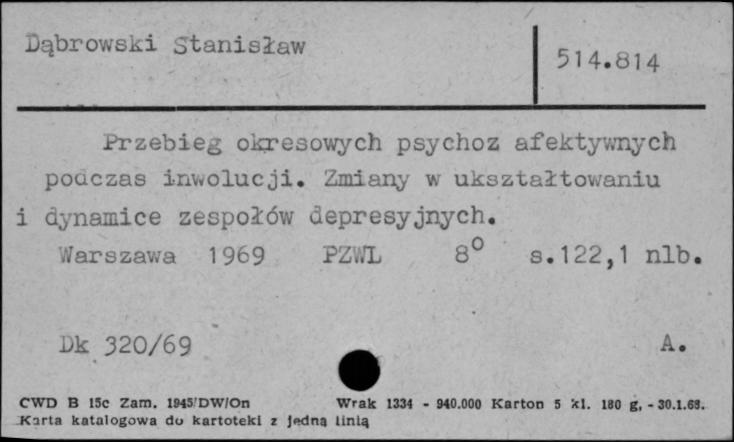 Dąbrowski Stanisław
514.814
Przebieg okresowych psychoz afektywnych
podczas inwolucji. Zmiany w ukształtowaniu
i dynamice zespołów depresyjnych.
Warszawa 1969 PZWL 8° s.122,1 nlb.
Dk 320/69 A.
CWD B 15c Zam. 1945/DW/On Wrak 1334 - 940.000 Karton 5 kl. 180 g, - 30.1.68.
Karta katalogowa do kartoteki z jedną linią